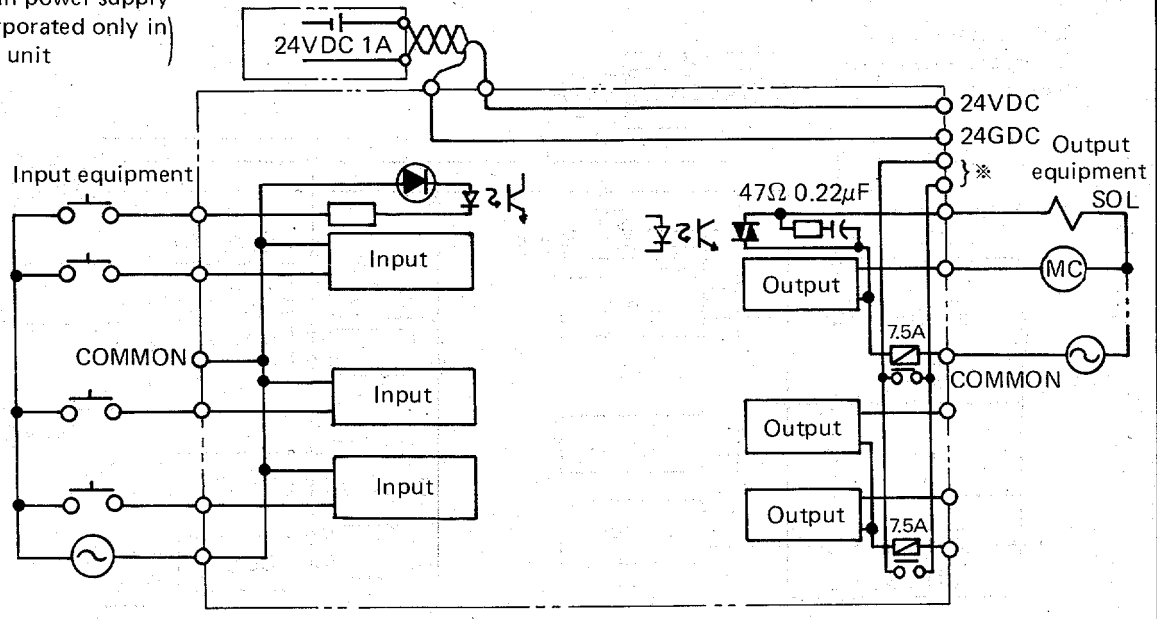 power supply
only in
unit
24VDC 1A
24VDC
24GDC
Output
equipment
SOL
}※
Input equipment
47Ω 0.22μF
Input
Output
MC
7.5A
COMMON
COMMON
Input
Output
Input
Output
7.5A